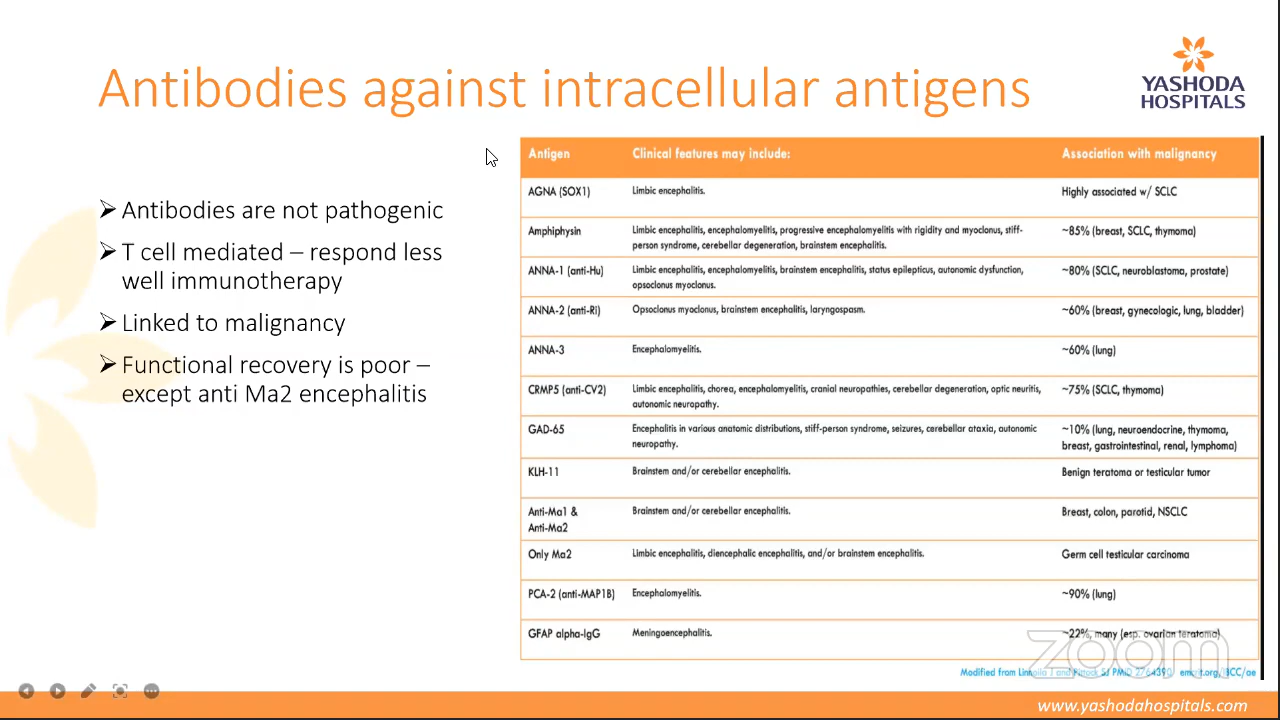 Antibodies against intracellular antigens
YASHODA
HOSPITALS
Antibodies are not pathogenic
T cell mediated – respond less
well immunotherapy
Linked to malignancy
Functional recovery is poor –
except anti Ma2 encephalitis
Antigen Clinical features may include: Association with malignancy
AGNA (SOX1) Limbic encephalitis. Highly associated w/ SCLC
Amphiphysin Limbic encephalitis, encephalomyelitis, progressive encephalomyelitis with rigidity and myoclonus, stiff-
person syndrome, cerebellar degeneration, brainstem encephalitis. ~85% (breast, SCLC, thymoma)
ANNA-1 (anti-Hu) Limbic encephalitis, encephalomyelitis, brainstem encephalitis, status epilepticus, autonomic dysfunction,
opsoclonus myoclonus. ~80% (SCLC, neuroblastoma, prostate)
ANNA-2 (anti-RI) Opsoclonus myoclonus, brainstem encephalitis, laryngospasm. ~60% (breast, gynecologic, lung, bladder)
ANNA-3 Encephalomyelitis. ~60% (lung)
CRMP5 (anti-CV2) Limbic encephalitis, chorea, encephalomyelitis, cranial neuropathies, cerebellar degeneration, optic neuritis,
autonomic neuropathy. ~75% (SCLC, thymoma)
GAD-65 Encephalitis in various anatomic distributions, stiff-person syndrome, seizures, cerebellar ataxia, autonomic
neuropathy. ~10% (lung, neuroendocrine, thymoma,
breast, gastrointestinal, renal, lymphoma)
KLH-11 Brainstem and/or cerebellar encephalitis. Benign teratoma or testicular tumor
Anti-Ma1 &
Anti-Ma2 Brainstem and/or cerebellar encephalitis. Breast, colon, parotid, NSCLC
Only Ma2 Limbic encephalitis, diencephalic encephalitis, and/or brainstem encephalitis. Germ cell testicular carcinoma
PCA-2 (anti-MAP1B) Encephalomyelitis. ~90% (lung)
GFAP alpha-IgG Meningoencephalitis. ~22%, many (esp. ovarian teratoma)
zoom
Modified from and PMID
www.yashodahospitals.com